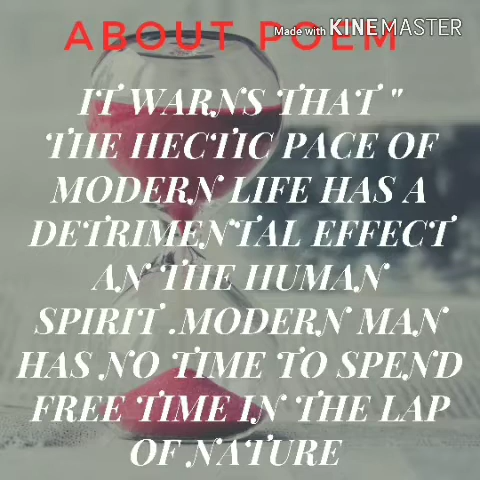 ABOUT POEM
Made with KINEMASTER
IT WARNS THAT "
THE HECTIC PACE OF
MODERN LIFE HAS A
DETRIMENTAL EFFECT
AN THE HUMAN
SPIRIT .MODERN MAN
HAS NO TIME TO SPEND
FREE TIME IN THE LAP
OF NATURE